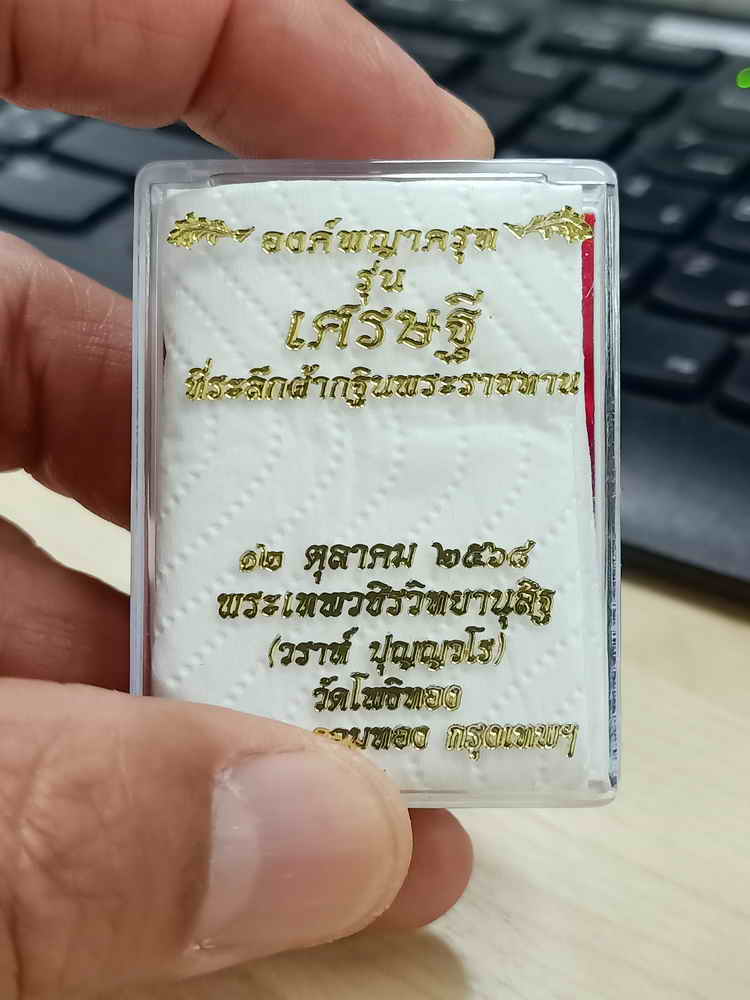 องค์พญาครุฑ
รุ่น
เศรษฐี
ที่ระลึกผ้ากฐินพระราชทาน
๑๒ ตุลาคม ๒๕๖๘
พระเทพวชิรวิทยานุสิฐ
(วราห์ ปุญฺญวโร)
วัดโพธิทอง
กรุงเทพฯ